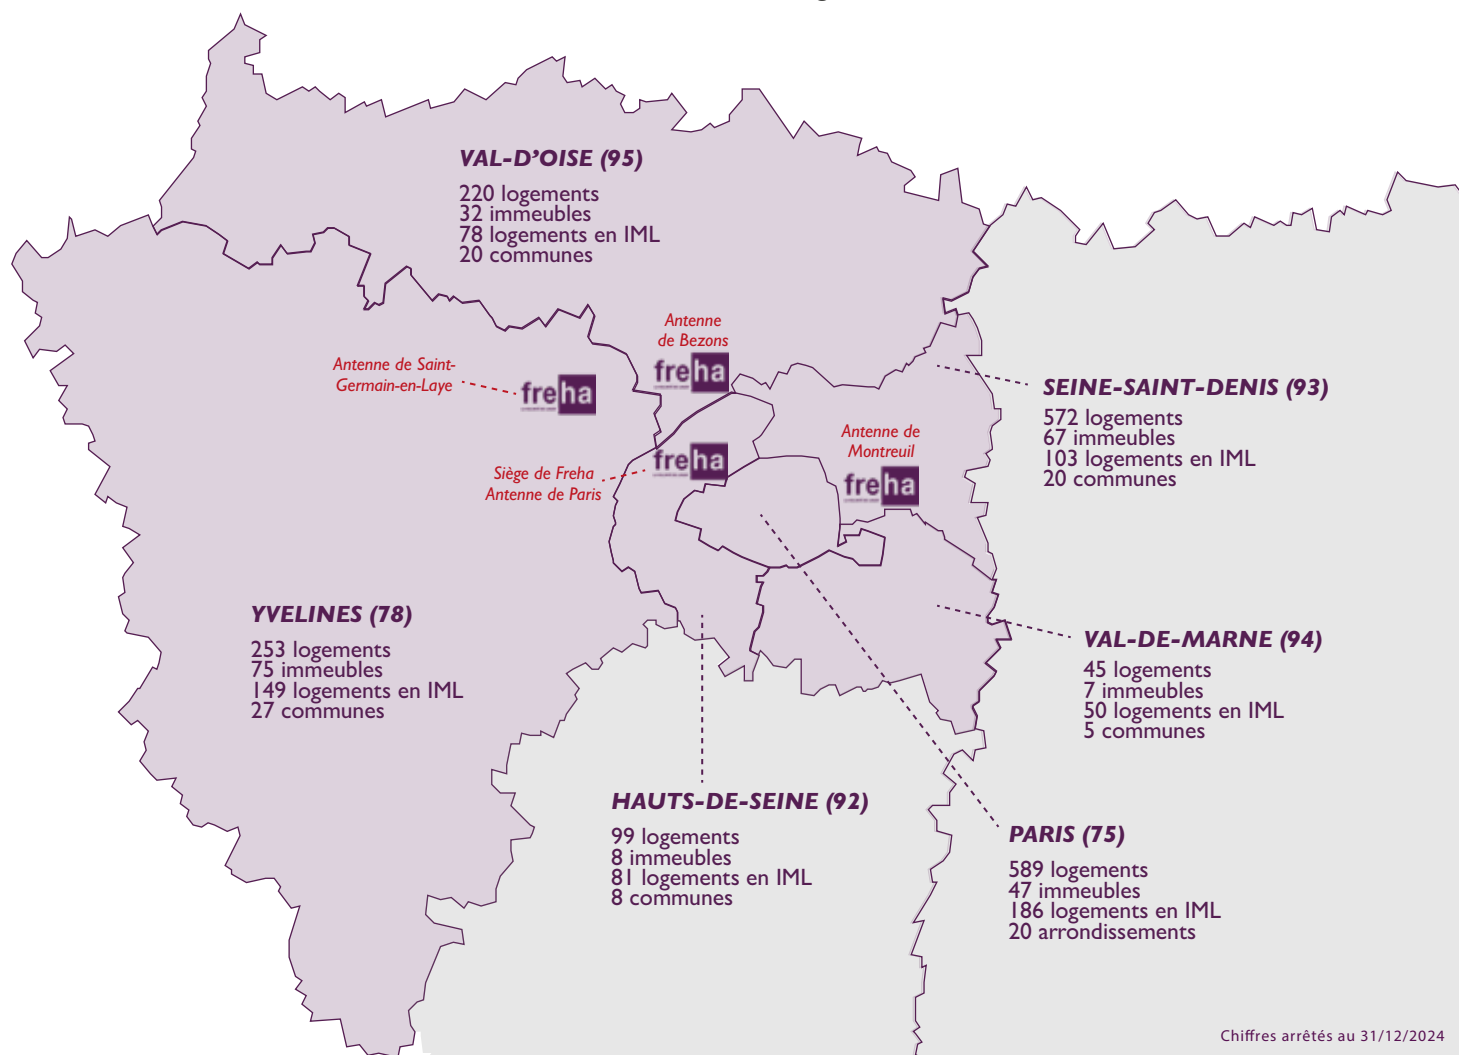 VAL-D’OISE (95)
220 logements
32 immeubles
78 logements en IML
20 communes
Antenne
de Bezons
freha
Antenne de Saint-
Germain-en-Laye
freha
SEINE-SAINT-DENIS (93)
572 logements
67 immeubles
103 logements en IML
20 communes
Antenne de
Montreuil
freha
Siège de Freha
Antenne de Paris
freha
YVELINES (78)
253 logements
75 immeubles
149 logements en IML
27 communes
VAL-DE-MARNE (94)
45 logements
7 immeubles
50 logements en IML
5 communes
HAUTS-DE-SEINE (92)
99 logements
8 immeubles
81 logements en IML
8 communes
PARIS (75)
589 logements
47 immeubles
186 logements en IML
20 arrondissements
Chiffres arrêtés au 31/12/2024